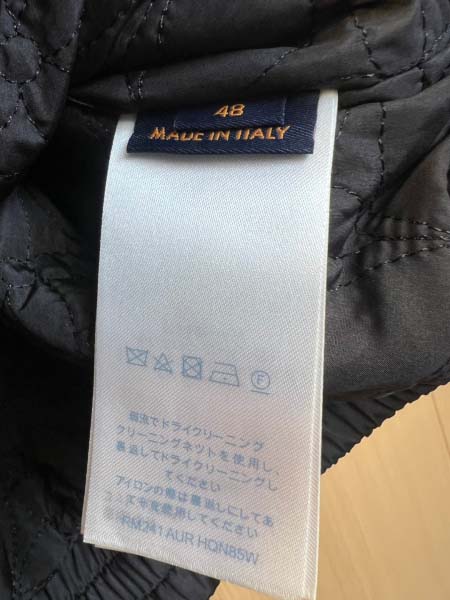 48
MADE IN ITALY
F
弱流でドライクリーニング
クリーニングネットを使用し、
裏返してドライクリーニングし
てください
アイロンの際は裏返しにしてあ
て布を使用してください
RM241 AUR HQN85W